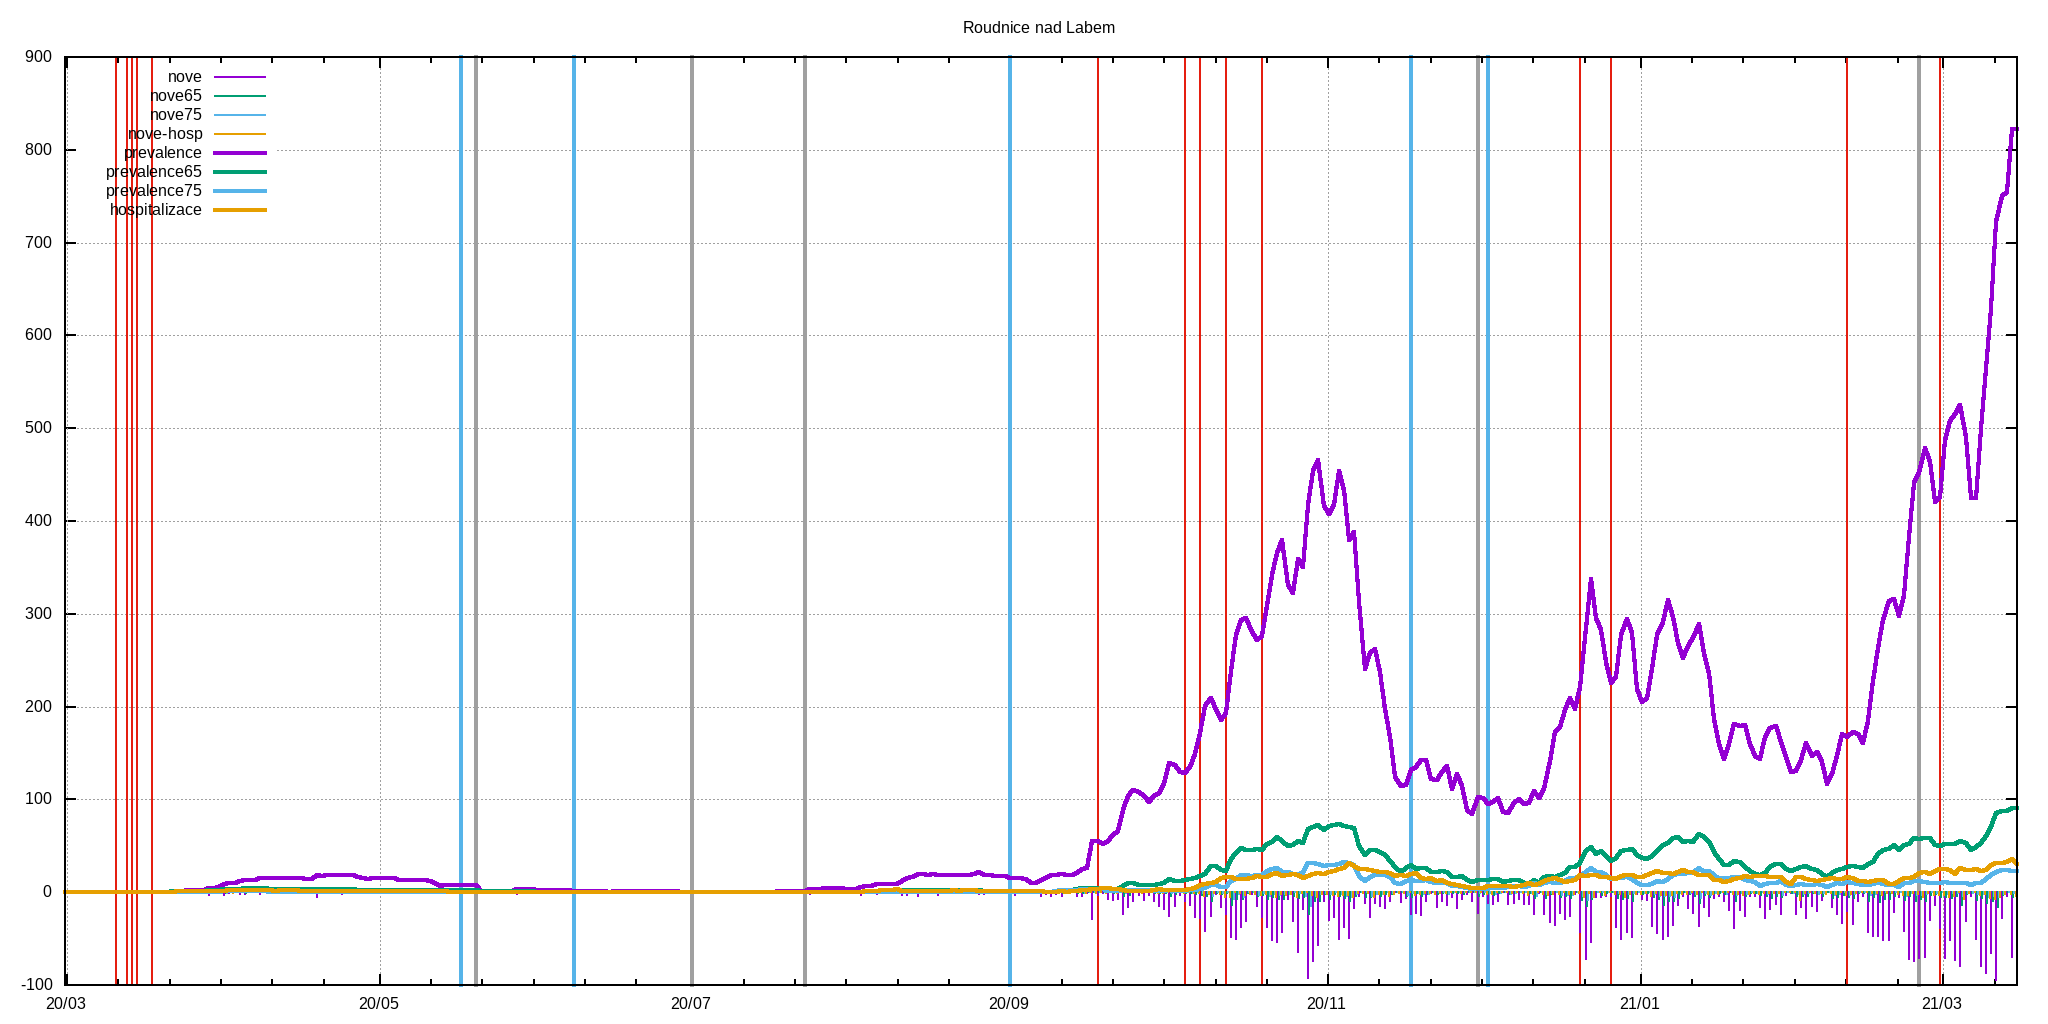 Roudnice nad Labem
900
800
700
600
500
400
300
200
100
0
-100
nove
nove65
nove75
nove-hosp
prevalence
prevalence65
prevalence75
hospitalizace
20/03 20/05 20/07 20/09 20/11 21/01 21/03